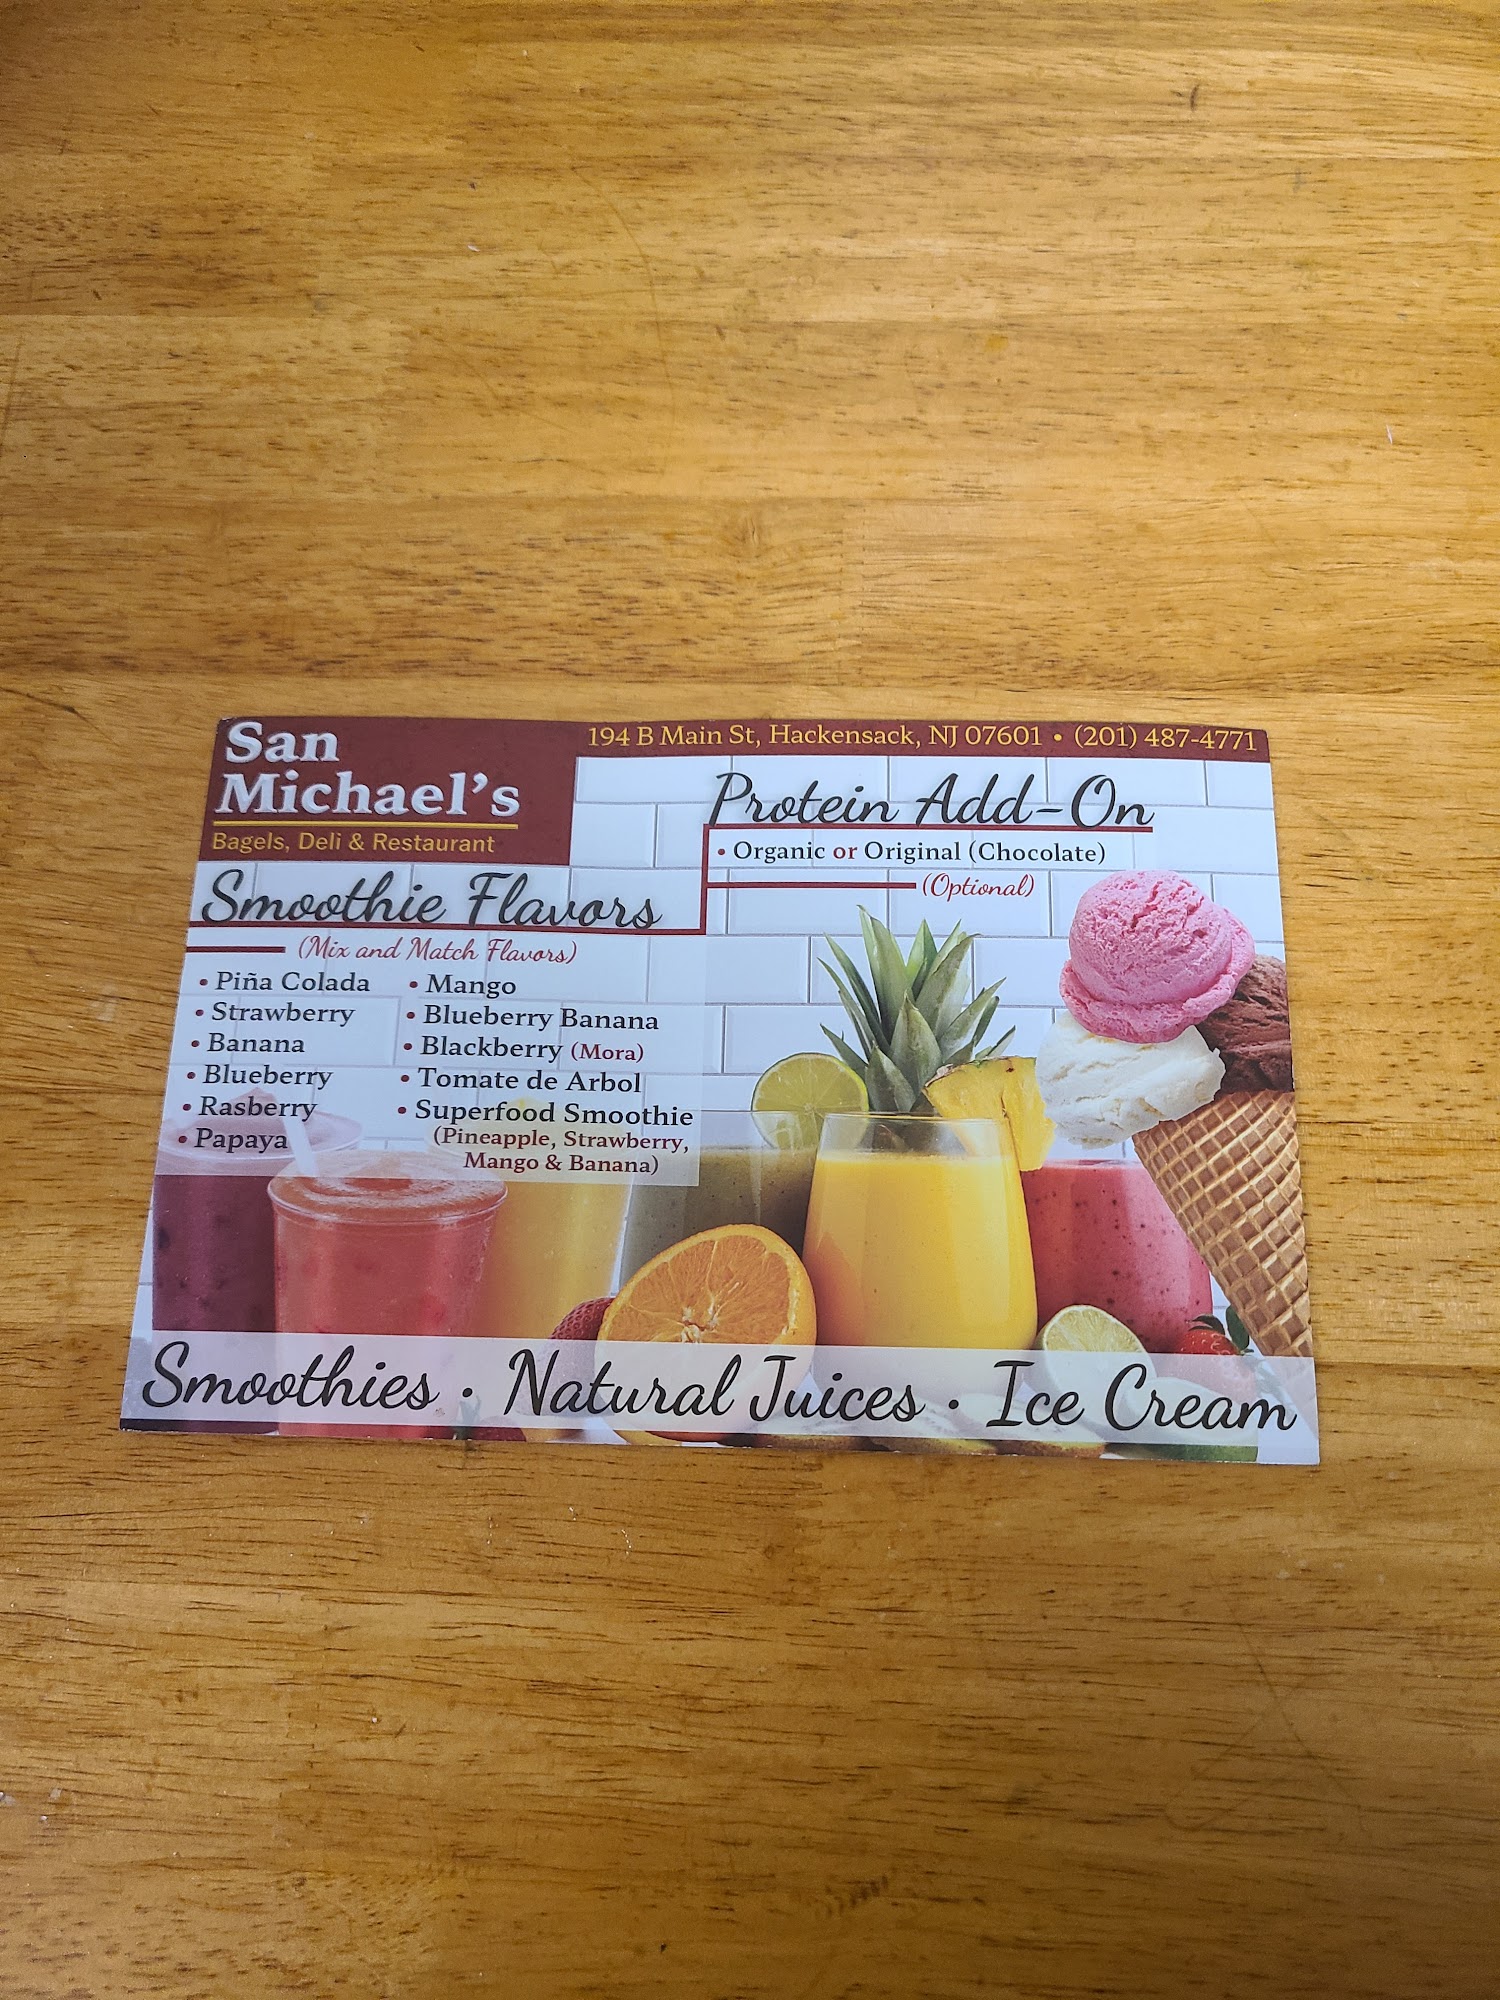 San
Michael's
Bagels, Deli & Restaurant
194 B Main St, Hackensack, NJ 07601 • (201) 487-4771
Protein Add-On
• Organic or Original (Chocolate)
(Optional)
Smoothie Flavors
(Mix and Match Flavors)
• Piña Colada
• Strawberry
• Banana
• Blueberry
• Rasberry
• Papaya
• Mango
• Blueberry Banana
• Blackberry (Mora)
• Tomate de Arbol
• Superfood Smoothie
(Pineapple, Strawberry,
Mango & Banana)
Smoothies · Natural Juices · Ice Cream